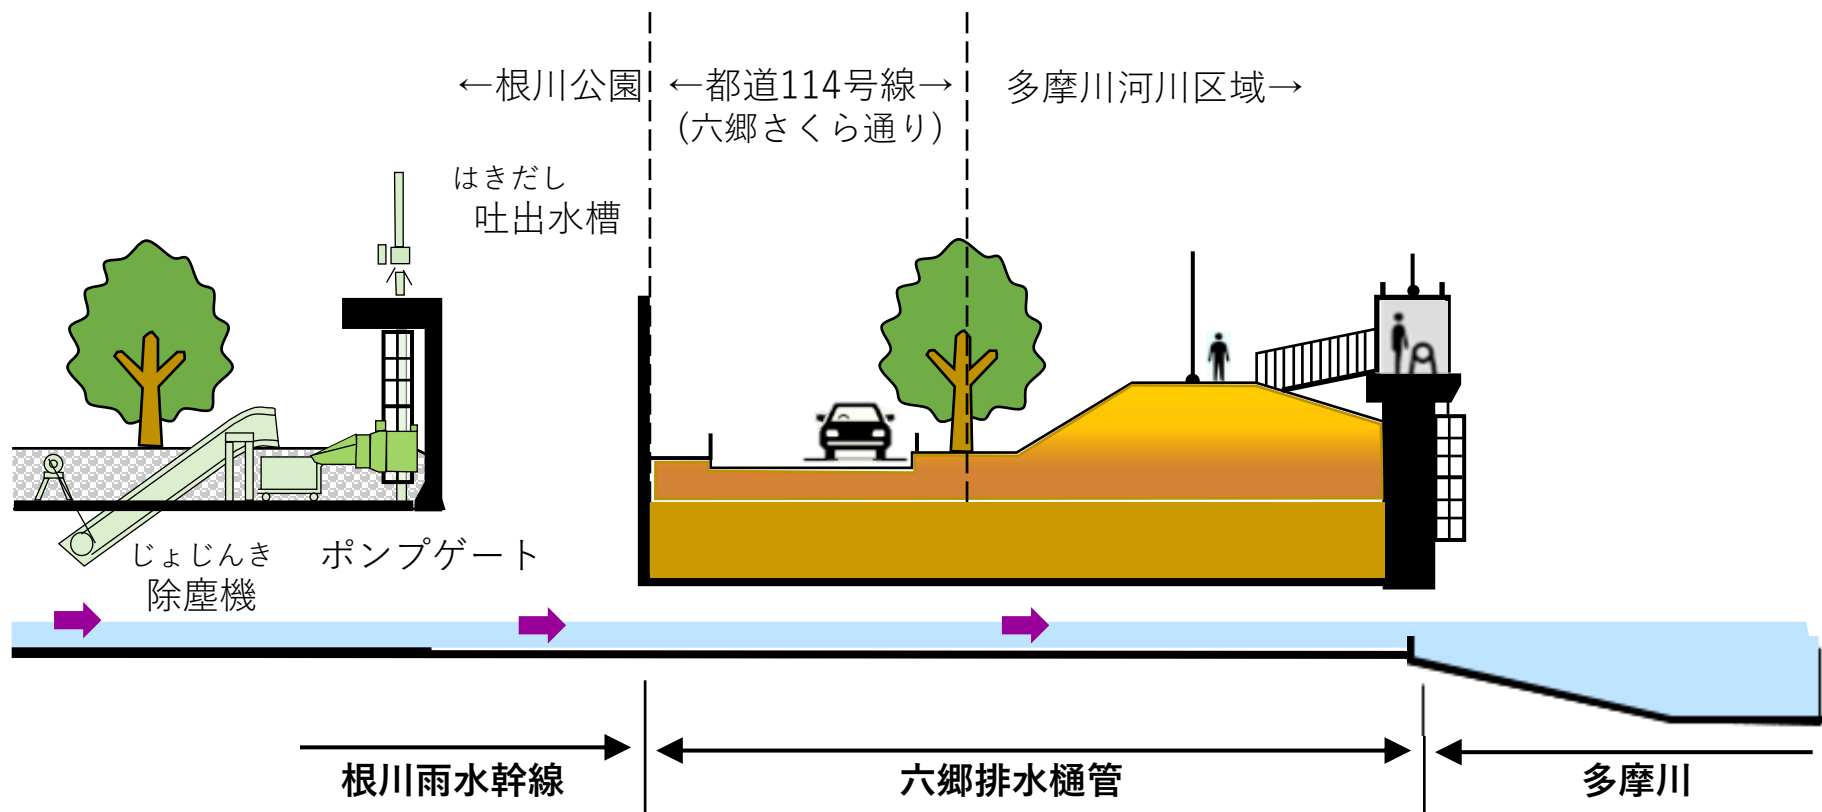 ←根川公園
←都道114号線→
(六郷さくら通り)
多摩川河川区域→
はきだし
吐出水槽
じょじんき
除塵機
ポンプゲート
根川雨水幹線
六郷排水樋管
多摩川